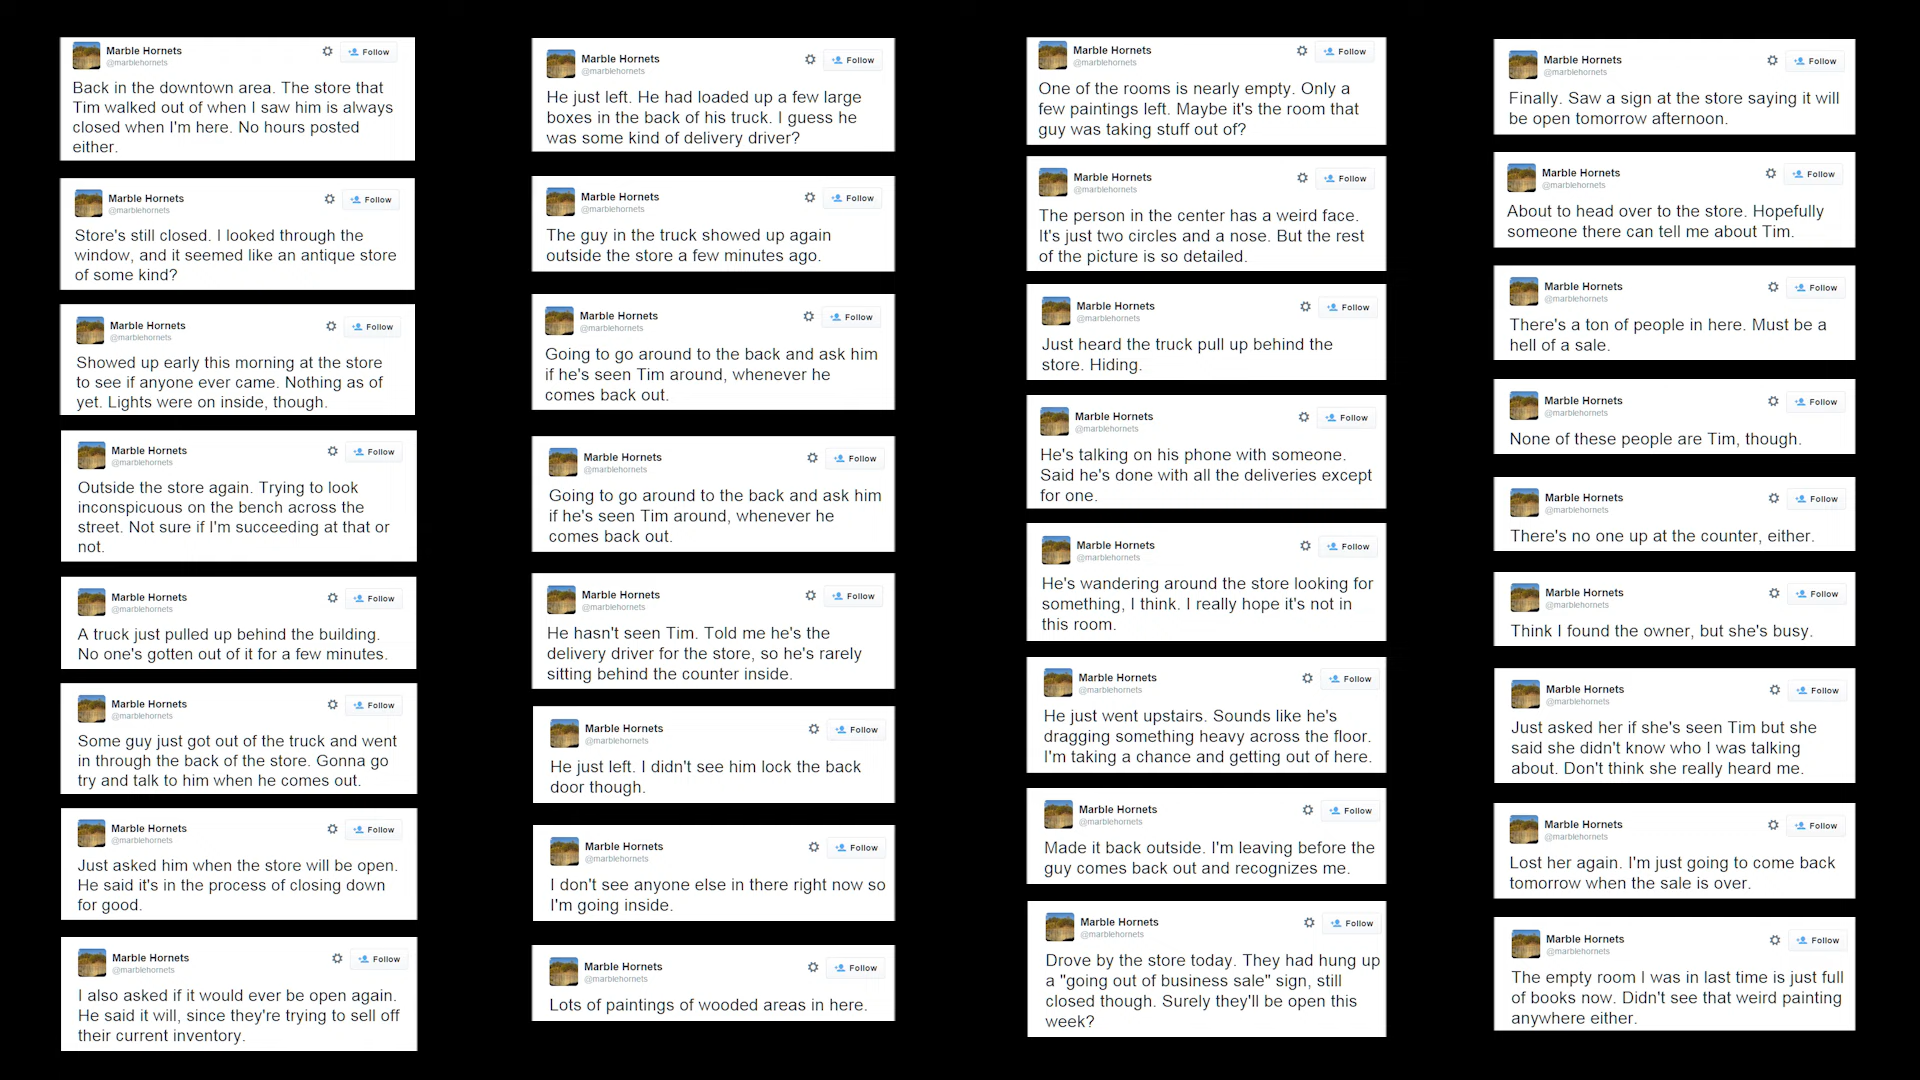 Marble Hornets
@marblehornets
Follow
Back in the downtown area. The store that
Tim walked out of when I saw him is always
closed when I'm here. No hours posted
either.
Marble Hornets
@marblehornets
Follow
Store's still closed. I looked through the
window, and it seemed like an antique store
of some kind?
Marble Hornets
@marblehornets
Follow
Showed up early this morning at the store
to see if anyone ever came. Nothing as of
yet. Lights were on inside, though.
Marble Hornets
@marblehornets
Follow
Outside the store again. Trying to look
inconspicuous on the bench across the
street. Not sure if I'm succeeding at that or
not.
Marble Hornets
@marblehornets
Follow
A truck just pulled up behind the building.
No one's gotten out of it for a few minutes.
Marble Hornets
@marblehornets
Follow
Some guy just got out of the truck and went
in through the back of the store. Gonna go
try and talk to him when he comes out.
Marble Hornets
@marblehornets
Follow
Just asked him when the store will be open.
He said it's in the process of closing down
for good.
Marble Hornets
@marblehornets
Follow
I also asked if it would ever be open again.
He said it will, since they're trying to sell off
their current inventory.
Marble Hornets
@marblehornets
Follow
He just left. He had loaded up a few large
boxes in the back of his truck. I guess he
was some kind of delivery driver?
Marble Hornets
@marblehornets
Follow
The guy in the truck showed up again
outside the store a few minutes ago.
Marble Hornets
@marblehornets
Follow
Going to go around to the back and ask him
if he's seen Tim around, whenever he
comes back out.
Marble Hornets
@marblehornets
Follow
Going to go around to the back and ask him
if he's seen Tim around, whenever he
comes back out.
Marble Hornets
@marblehornets
Follow
He hasn't seen Tim. Told me he's the
delivery driver for the store, so he's rarely
sitting behind the counter inside.
Marble Hornets
@marblehornets
Follow
He just left. I didn't see him lock the back
door though.
Marble Hornets
@marblehornets
Follow
I don't see anyone else in there right now so
I'm going inside.
Marble Hornets
@marblehornets
Follow
Lots of paintings of wooded areas in here.
Marble Hornets
@marblehornets
Follow
One of the rooms is nearly empty. Only a
few paintings left. Maybe it's the room that
guy was taking stuff out of?
Marble Hornets
@marblehornets
Follow
The person in the center has a weird face.
It's just two circles and a nose. But the rest
of the picture is so detailed.
Marble Hornets
@marblehornets
Follow
Just heard the truck pull up behind the
store. Hiding.
Marble Hornets
@marblehornets
Follow
He's talking on his phone with someone.
Said he's done with all the deliveries except
for one.
Marble Hornets
@marblehornets
Follow
He's wandering around the store looking for
something, I think. I really hope it's not in
this room.
Marble Hornets
@marblehornets
Follow
He just went upstairs. Sounds like he's
dragging something heavy across the floor.
I'm taking a chance and getting out of here.
Marble Hornets
@marblehornets
Follow
Made it back outside. I'm leaving before the
guy comes back out and recognizes me.
Marble Hornets
@marblehornets
Follow
Drove by the store today. They had hung up
a "going out of business sale" sign, still
closed though. Surely they'll be open this
week?
Marble Hornets
@marblehornets
Follow
Finally. Saw a sign at the store saying it will
be open tomorrow afternoon.
Marble Hornets
@marblehornets
Follow
About to head over to the store. Hopefully
someone there can tell me about Tim.
Marble Hornets
@marblehornets
Follow
There's a ton of people in here. Must be a
hell of a sale.
Marble Hornets
@marblehornets
Follow
None of these people are Tim, though.
Marble Hornets
@marblehornets
Follow
There's no one up at the counter, either.
Marble Hornets
@marblehornets
Follow
Think I found the owner, but she's busy.
Marble Hornets
@marblehornets
Follow
Just asked her if she's seen Tim but she
said she didn't know who I was talking
about. Don't think she really heard me.
Marble Hornets
@marblehornets
Follow
Lost her again. I'm just going to come back
tomorrow when the sale is over.
Marble Hornets
@marblehornets
Follow
The empty room I was in last time is just full
of books now. Didn't see that weird painting
anywhere either.